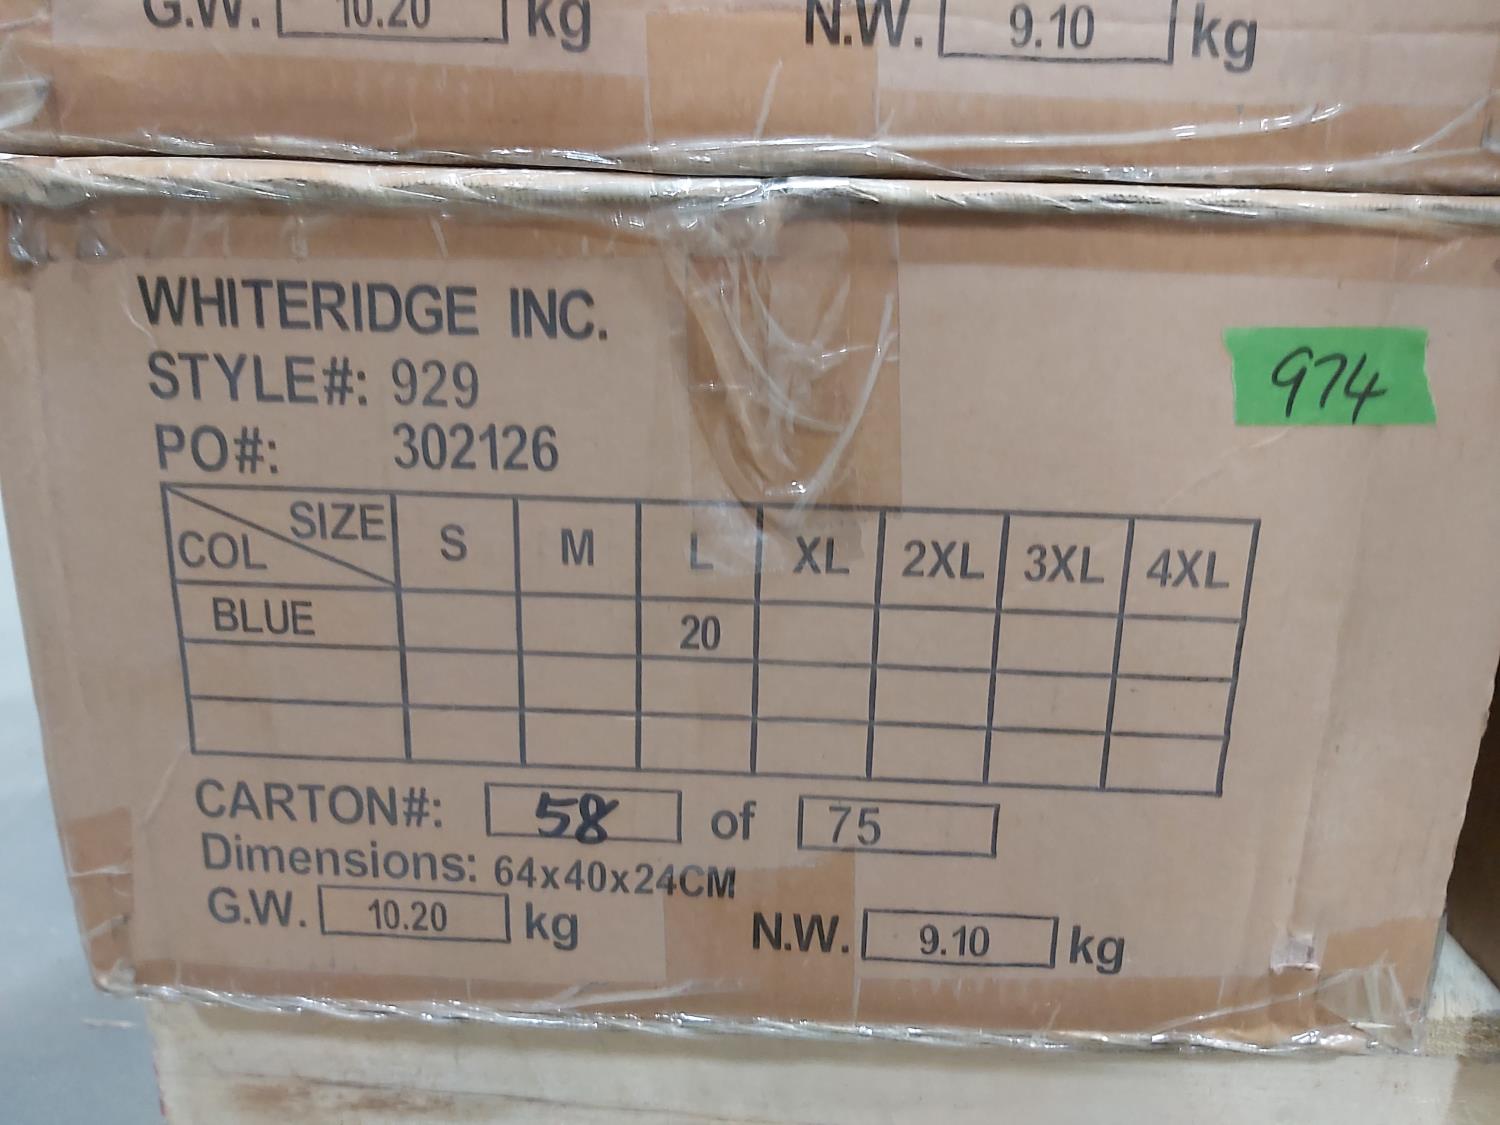 G.W. 10.20 kg N.W. 9.10 kg
WHITERIDGE INC.
STYLE#: 929
974
PO#: 302126
SIZE COL S M L XL 2XL 3XL 4XL
BLUE 20
CARTON#: 58 of 75
Dimensions: 64x40x24CM
G.W. 10.20 kg N.W. 9.10 kg